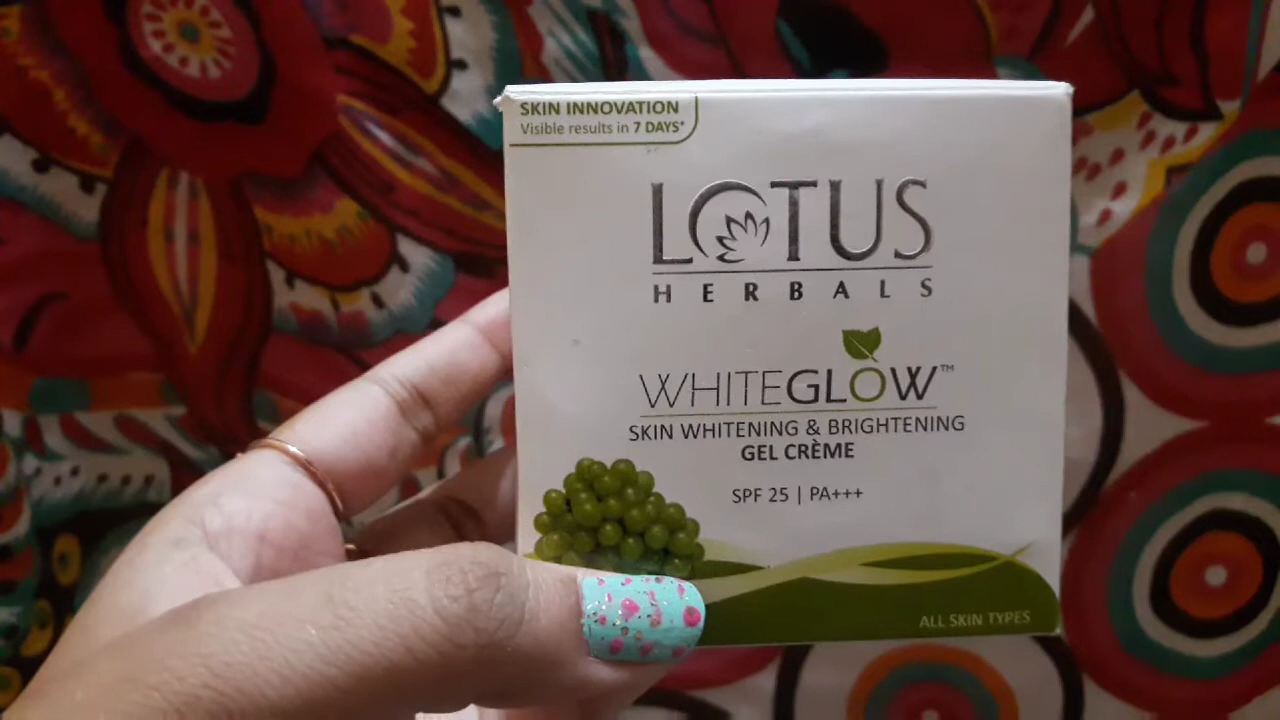 SKIN INNOVATION
Visible results in 7 DAYS*
LOTUS
HERBALS
WHITEGLOW™
SKIN WHITENING & BRIGHTENING
GEL CRÈME
SPF 25 | PA+++
ALL SKIN TYPES